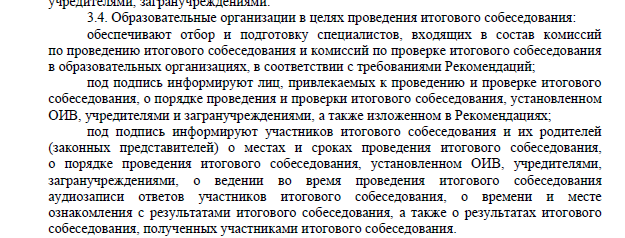 учредителями, загранучреждениями.
3.4. Образовательные организации в целях проведения итогового собеседования:
обеспечивают отбор и подготовку специалистов, входящих в состав комиссий
по проведению итогового собеседования и комиссий по проверке итогового собеседования
в образовательных организациях, в соответствии с требованиями Рекомендаций;
под подпись информируют лиц, привлекаемых к проведению и проверке итогового
собеседования, о порядке проведения и проверки итогового собеседования, установленном
ОИВ, учредителями и загранучреждениями, а также изложенном в Рекомендациях;
под подпись информируют участников итогового собеседования и их родителей
(законных представителей) о местах и сроках проведения итогового собеседования,
о порядке проведения итогового собеседования, установленном ОИВ, учредителями,
загранучреждениями, о ведении во время проведения итогового собеседования
аудиозаписи ответов участников итогового собеседования, о времени и месте
ознакомления с результатами итогового собеседования, а также о результатах итогового
собеседования, полученных участниками итогового собеседования.